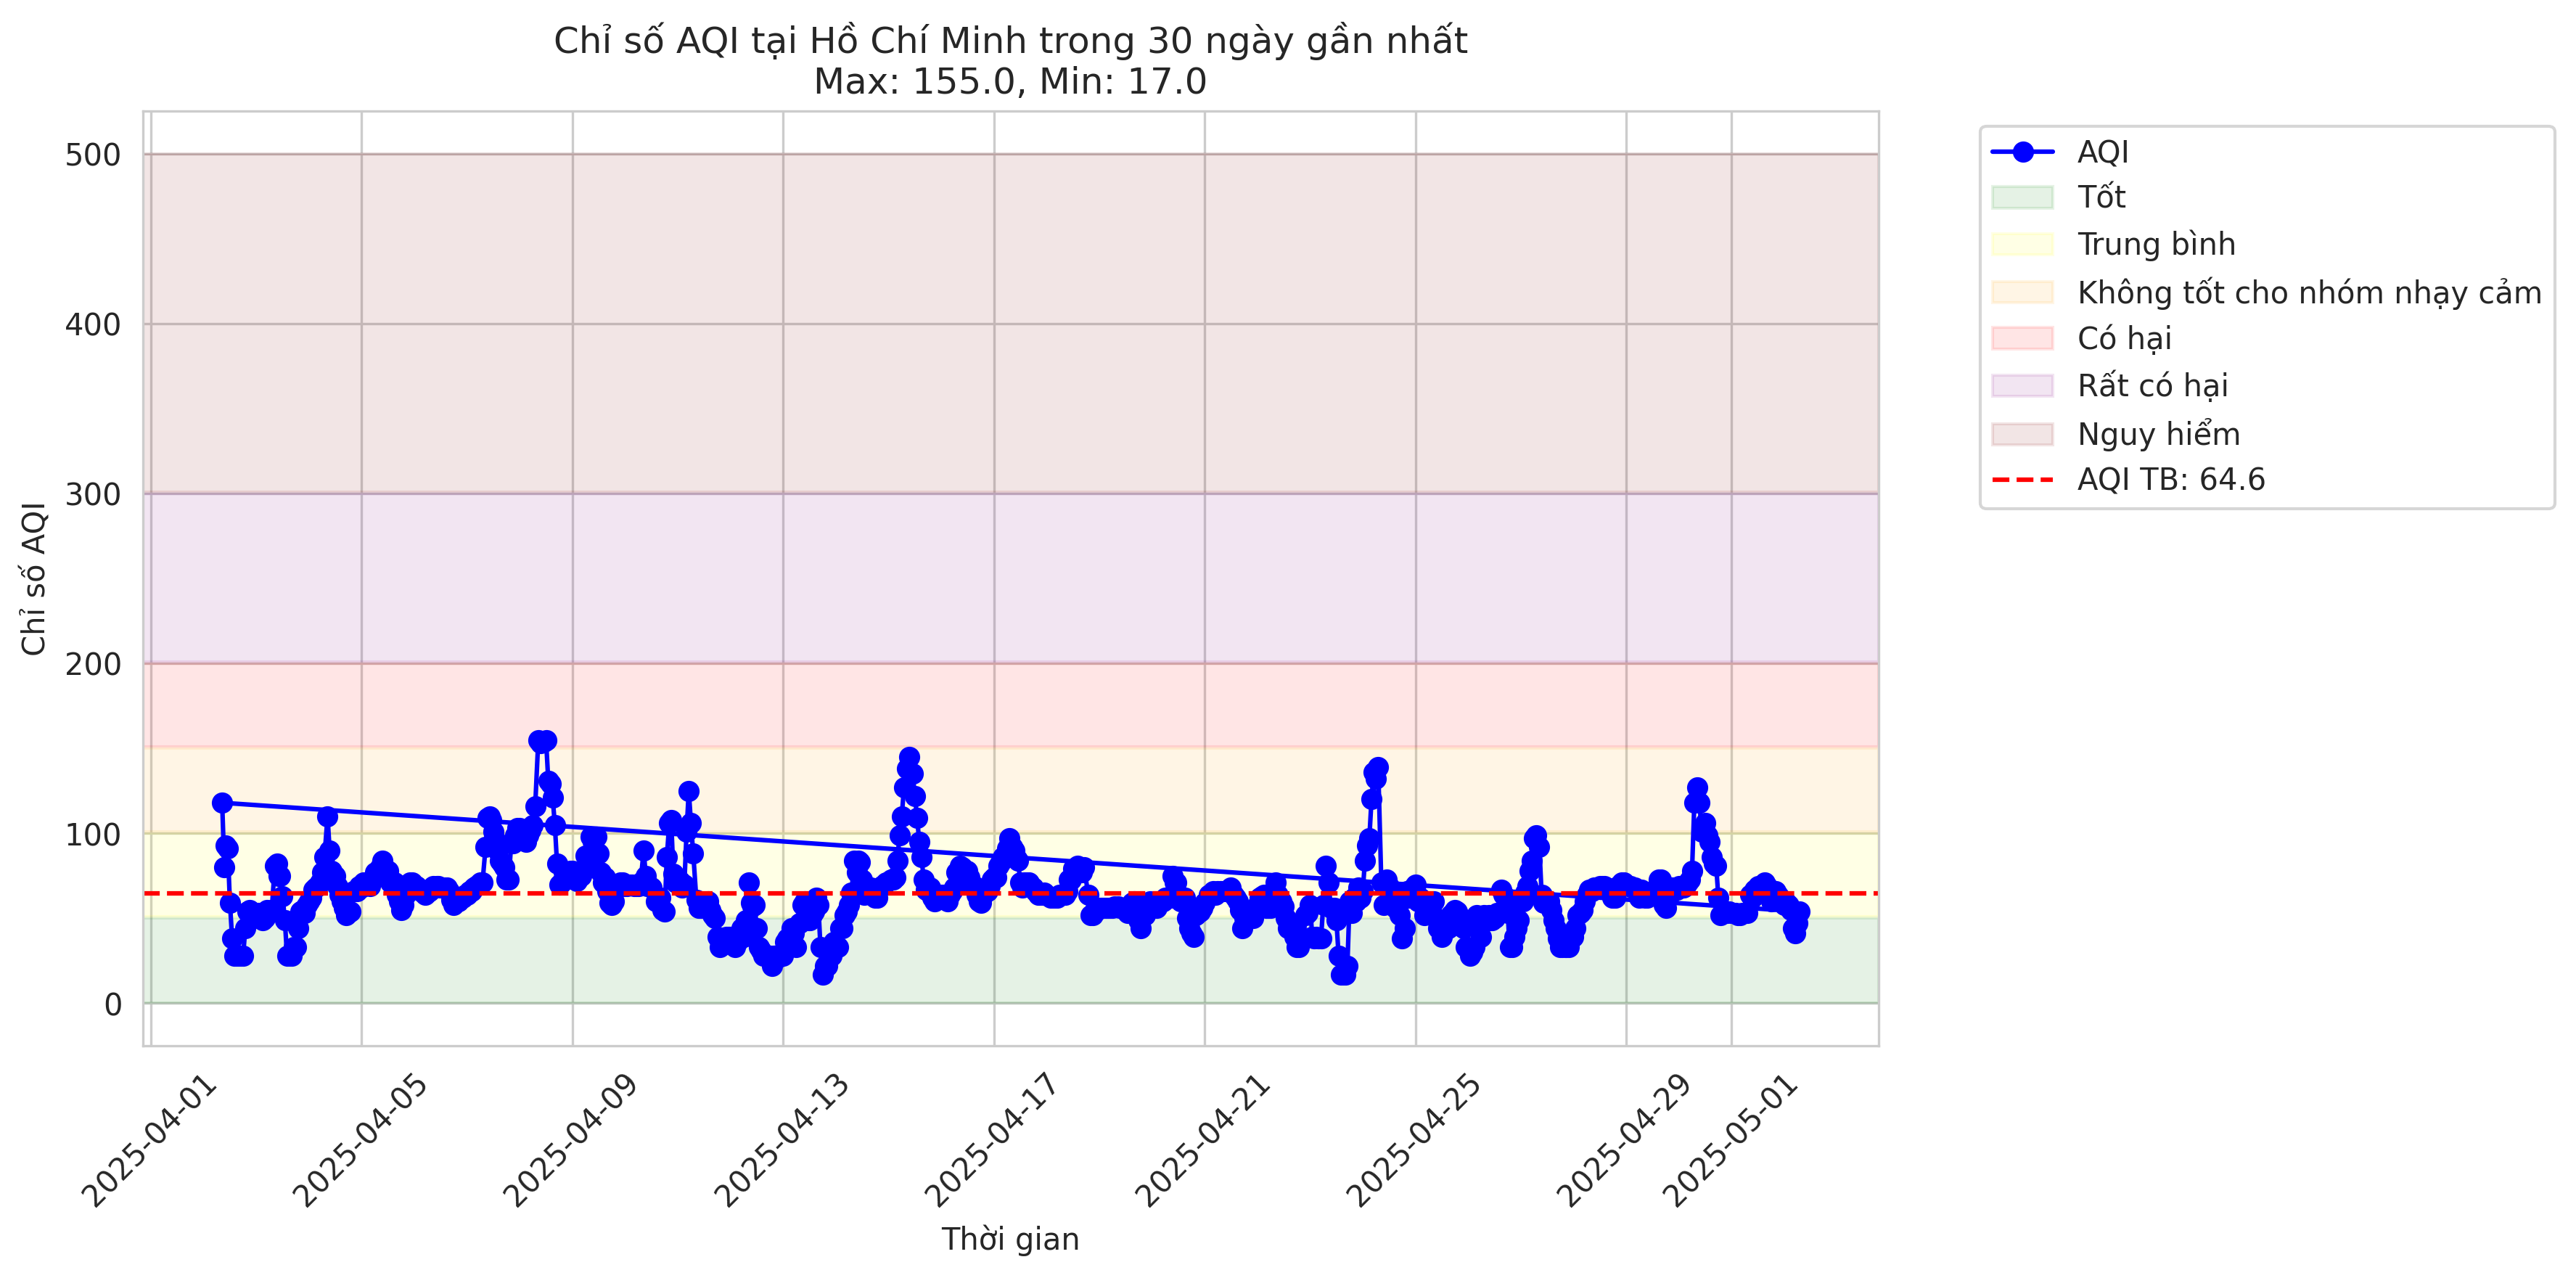 Chỉ số AQI tại Hồ Chí Minh trong 30 ngày gần nhất
Max: 155.0, Min: 17.0
Chỉ số AQI
500
400
300
200
100
0
2025-04-01
2025-04-05
2025-04-09
2025-04-13
2025-04-17
2025-04-21
2025-04-25
2025-04-29
2025-05-01
Thời gian
AQI
Tốt
Trung bình
Không tốt cho nhóm nhạy cảm
Có hại
Rất có hại
Nguy hiểm
AQI TB: 64.6